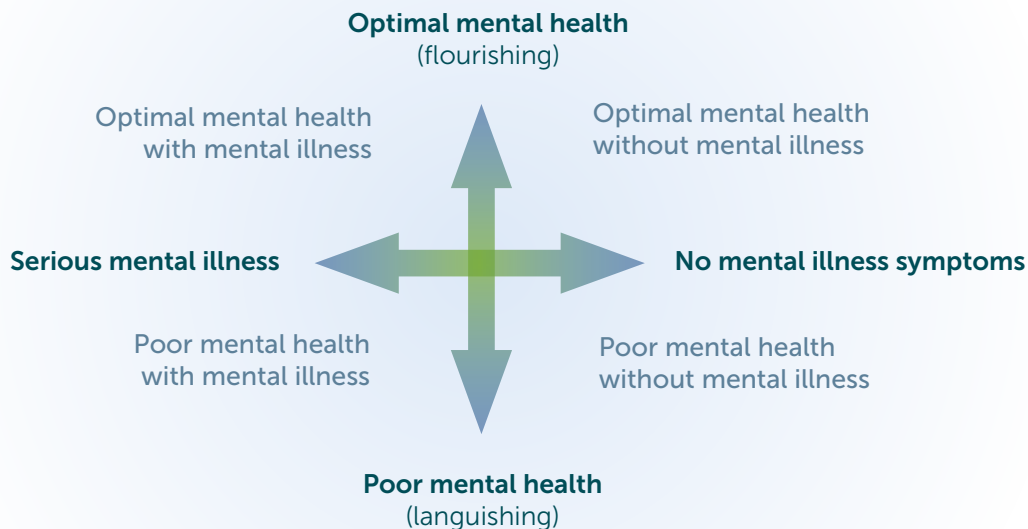 Optimal mental health
(flourishing)
Optimal mental health
with mental illness
Optimal mental health
without mental illness
Serious mental illness
No mental illness symptoms
Poor mental health
with mental illness
Poor mental health
without mental illness
Poor mental health
(languishing)